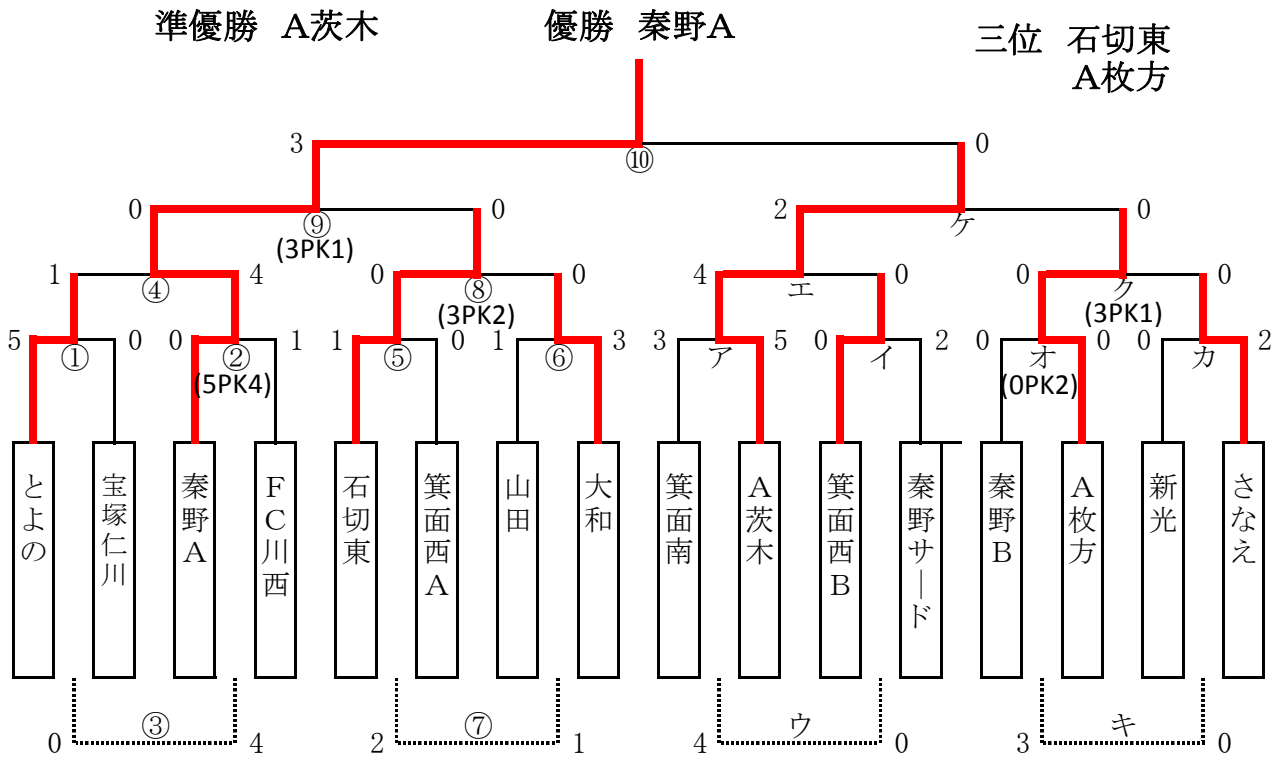 準優勝 A茨木
優勝 秦野A
三位 石切東
A枚方
3 ⑩ 0
0 ⑨ 0 2 ケ 0
(3PK1)
1 ④ 4 0 ⑧ 0 4 エ 0 0 ク 0
(3PK2) (3PK1)
5 ① 0 0 ② 1 1 ⑤ 0 1 ⑥ 3 3 ア 5 0 イ 2 0 オ 0 0 カ 2
(5PK4) (0PK2)
とよの
宝塚仁川
秦野A
FC川西
石切東
箕面西A
山田
大和
箕面南
A茨木
箕面西B
秦野サード
秦野B
A枚方
新光
さなえ
0 ③ 4 2 ⑦ 1 4 ウ 0 3 キ 0